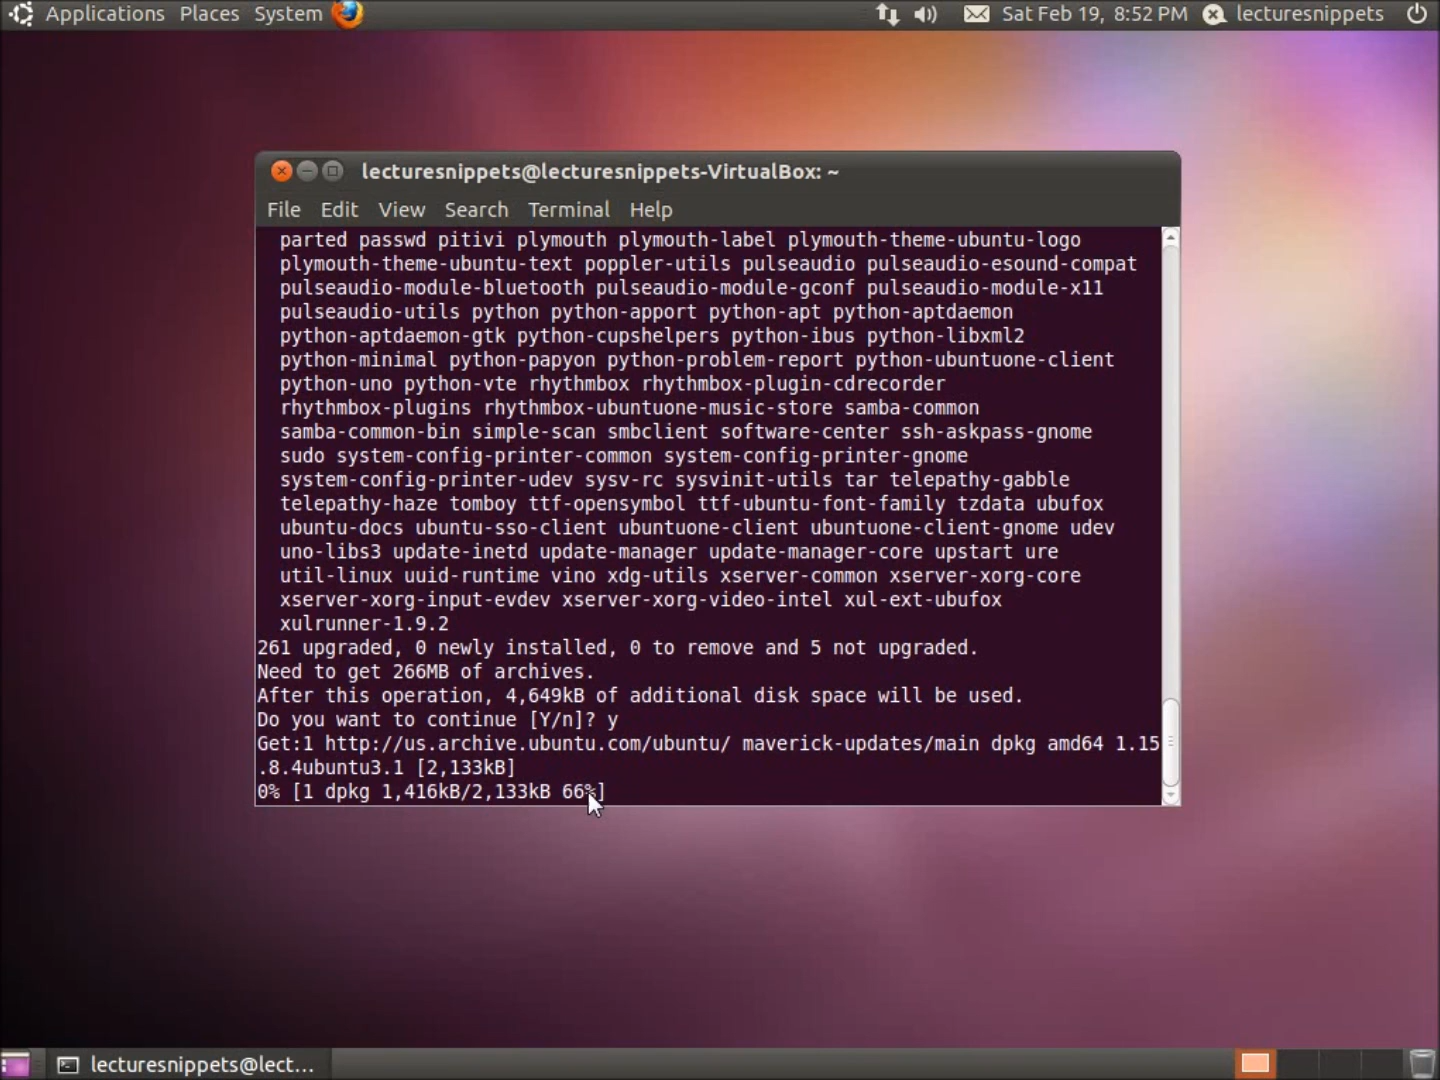 Applications Places System Sat Feb 19, 8:52 PM lecturesnippets
lecturesnippets@lecturesnippets-VirtualBox: ~
File Edit View Search Terminal Help
parted passwd pitivi plymouth plymouth-label plymouth-theme-ubuntu-logo
plymouth-theme-ubuntu-text poppler-utils pulseaudio pulseaudio-esound-compat
pulseaudio-module-bluetooth pulseaudio-module-gconf pulseaudio-module-x11
pulseaudio-utils python python-apport python-apt python-aptdaemon
python-aptdaemon-gtk python-cupshelpers python-ibus python-libxml2
python-minimal python-papyon python-problem-report python-ubuntuone-client
python-uno python-vte rhythmbox rhythmbox-plugin-cdrecorder
rhythmbox-plugins rhythmbox-ubuntuone-music-store samba-common
samba-common-bin simple-scan smbclient software-center ssh-askpass-gnome
sudo system-config-printer-common system-config-printer-gnome
system-config-printer-udev sysv-rc sysvinit-utils tar telepathy-gabble
telepathy-haze tomboy ttf-opensymbol ttf-ubuntu-font-family tzdata ubufox
ubuntu-docs ubuntu-sso-client ubuntuone-client ubuntuone-client-gnome udev
uno-libs3 update-inetd update-manager update-manager-core upstart ure
util-linux uuid-runtime vino xdg-utils xserver-common xserver-xorg-core
xserver-xorg-input-evdev xserver-xorg-video-intel xul-ext-ubufox
xulrunner-1.9.2
261 upgraded, 0 newly installed, 0 to remove and 5 not upgraded.
Need to get 266MB of archives.
After this operation, 4,649kB of additional disk space will be used.
Do you want to continue [Y/n]? y
Get:1 http://us.archive.ubuntu.com/ubuntu/ maverick-updates/main dpkg amd64 1.15
.8.4ubuntu3.1 [2,133kB]
0% [1 dpkg 1,416kB/2,133kB 66%]
lecturesnippets@lect...